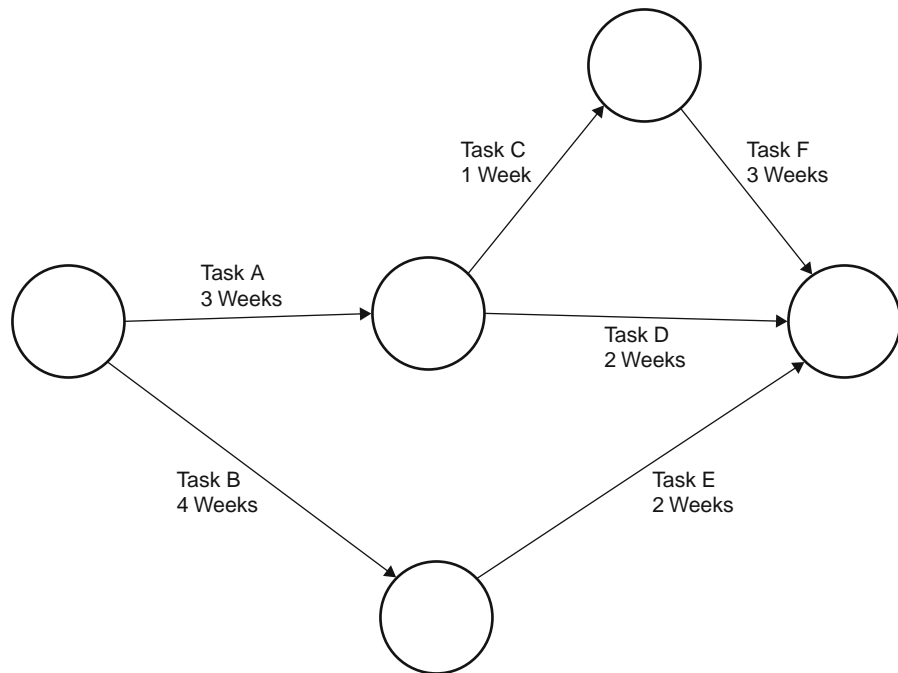 Task C
1 Week
Task F
3 Weeks
Task A
3 Weeks
Task D
2 Weeks
Task B
4 Weeks
Task E
2 Weeks